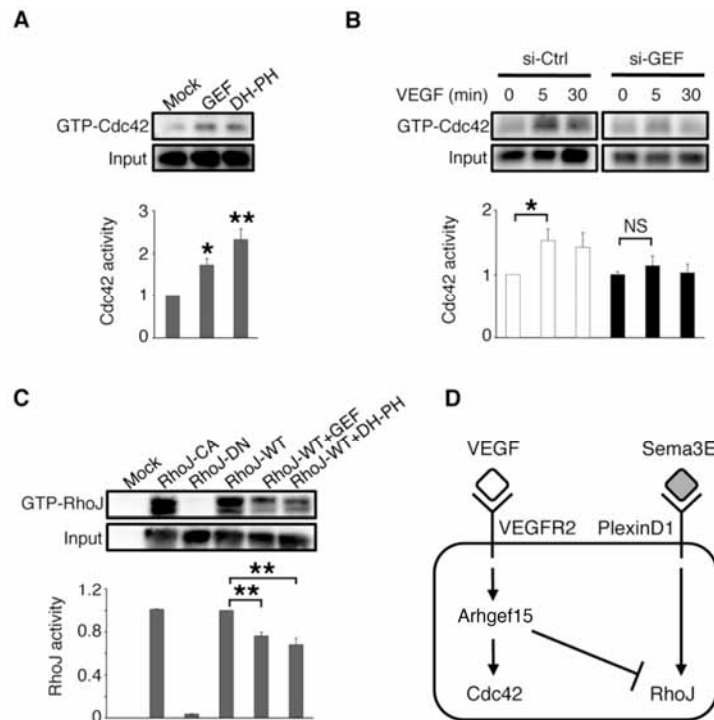 A
Mock GEF DH-PH
GTP-Cdc42
Input
Cdc42 activity
3
2
1
0
* **
B
si-Ctrl si-GEF
VEGF (min) 0 5 30 0 5 30
GTP-Cdc42
Input
Cdc42 activity
2
1
0
* NS
C
Mock RhoJ-CA RhoJ-DN RhoJ-WT RhoJ-WT+GEF RhoJ-WT+DH-PH
GTP-RhoJ
Input
RhoJ activity
1.2
0.8
0.4
0
**
**
D
VEGF Sema3E
VEGFR2 PlexinD1
Arhgef15
Cdc42 RhoJ